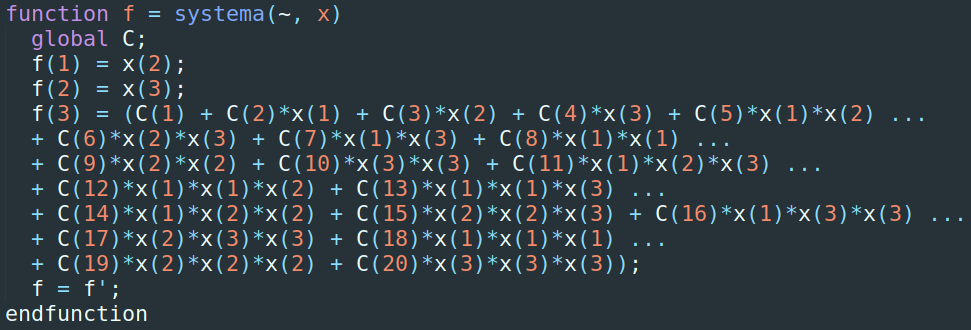 function f = systema(~, x)
global C;
f(1) = x(2);
f(2) = x(3);
f(3) = (C(1) + C(2)*x(1) + C(3)*x(2) + C(4)*x(3) + C(5)*x(1)*x(2) ...
+ C(6)*x(2)*x(3) + C(7)*x(1)*x(3) + C(8)*x(1)*x(1) ...
+ C(9)*x(2)*x(2) + C(10)*x(3)*x(3) + C(11)*x(1)*x(2)*x(3) ...
+ C(12)*x(1)*x(1)*x(2) + C(13)*x(1)*x(1)*x(3) ...
+ C(14)*x(1)*x(2)*x(2) + C(15)*x(2)*x(2)*x(3) + C(16)*x(1)*x(3)*x(3) ...
+ C(17)*x(2)*x(3)*x(3) + C(18)*x(1)*x(1)*x(1) ...
+ C(19)*x(2)*x(2)*x(2) + C(20)*x(3)*x(3)*x(3));
f = f';
endfunction